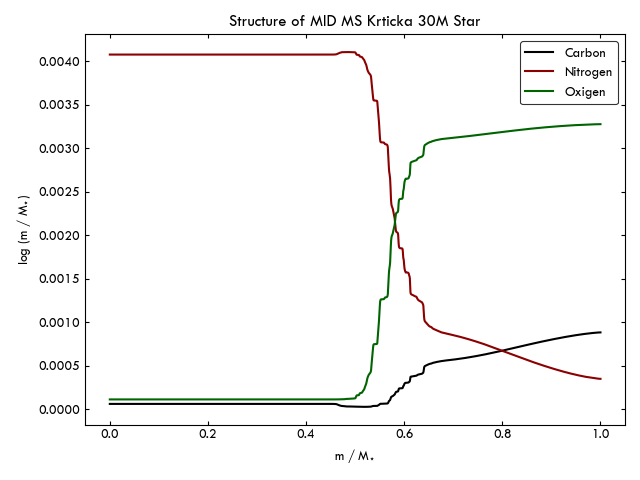 Structure of MID MS Krticka 30M Star
Carbon
Nitrogen
Oxigen
0.0040
0.0035
0.0030
0.0025
0.0020
0.0015
0.0010
0.0005
0.0000
log (m / M*)
0.0 0.2 0.4 0.6 0.8 1.0
m / M*